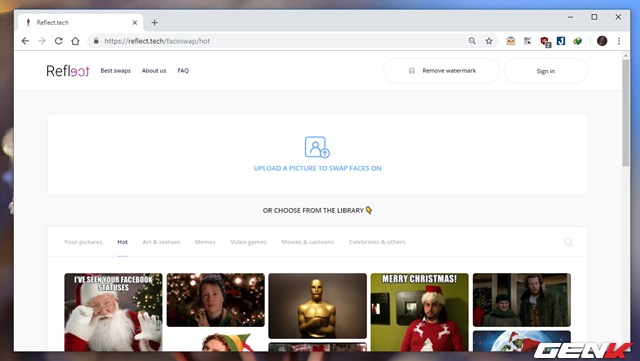 Reflect.tech
https://reflect.tech/faceswap/hot
2
Reflect
Best swaps
About us
FAQ
Remove watermark
Sign in
UPLOAD A PICTURE TO SWAP FACES ON
OR CHOOSE FROM THE LIBRARY 👇
Your pictures
Hot
Art & statues
Memes
Video games
Movies & cartoons
Celebrities & others
I'VE SEEN YOUR FACEBOOK
STATUSES
MERRY CHRISTMAS!
GENK